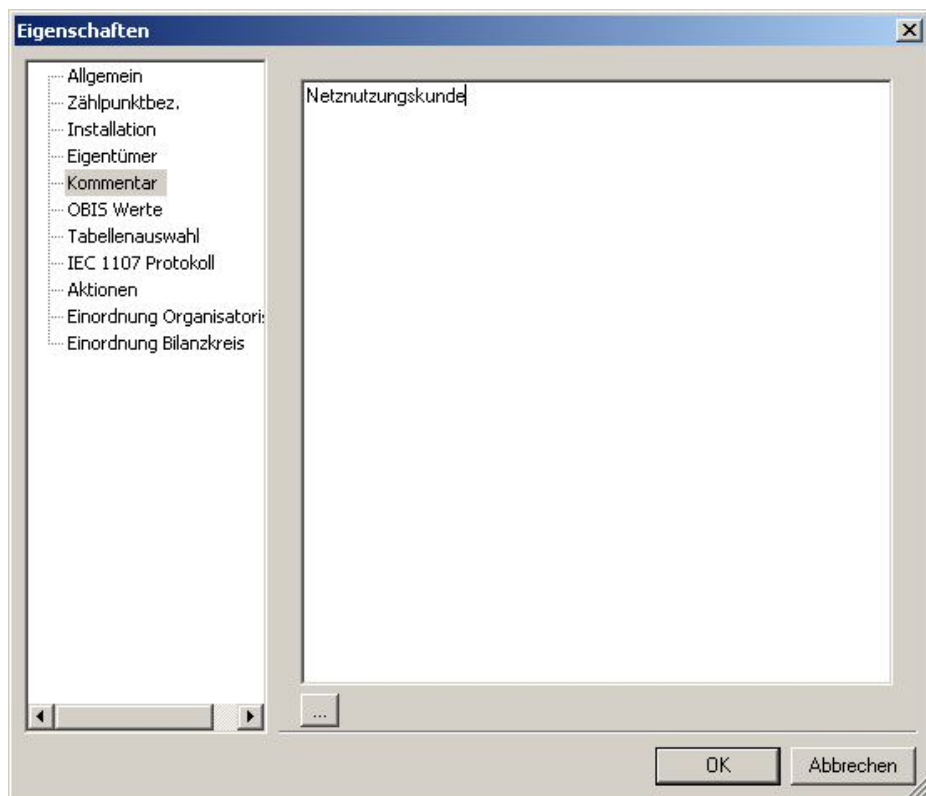 Eigenschaften
Allgemein
Zählpunktbez.
Installation
Eigentümer
Kommentar
OBIS Werte
Tabellenauswahl
IEC 1107 Protokoll
Aktionen
Einordnung Organisatoris
Einordnung Bilanzkreis
Netznutzungskunde
...
OK
Abbrechen